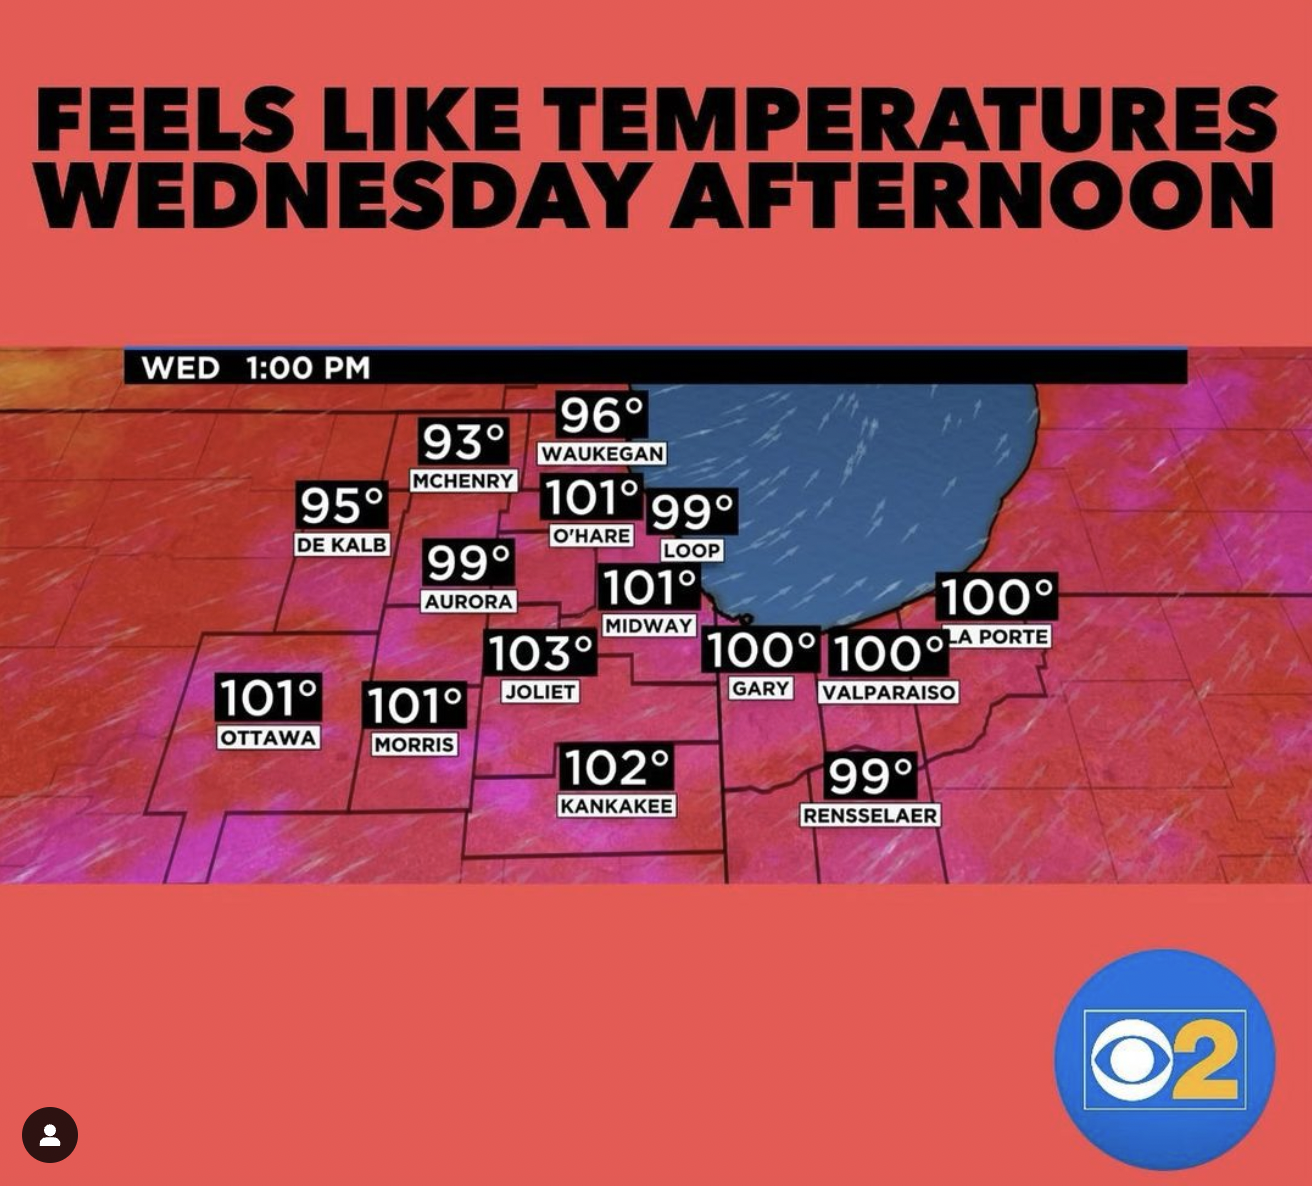 FEELS LIKE TEMPERATURES
WEDNESDAY AFTERNOON
WED 1:00 PM
96°
WAUKEGAN
93°
MCHENRY
95°
DE KALB
101°
O'HARE
99°
LOOP
99°
AURORA
101°
MIDWAY
100°
LA PORTE
103°
JOLIET
100°
GARY
100°
VALPARAISO
101°
OTTAWA
101°
MORRIS
102°
KANKAKEE
99°
RENSSELAER
2